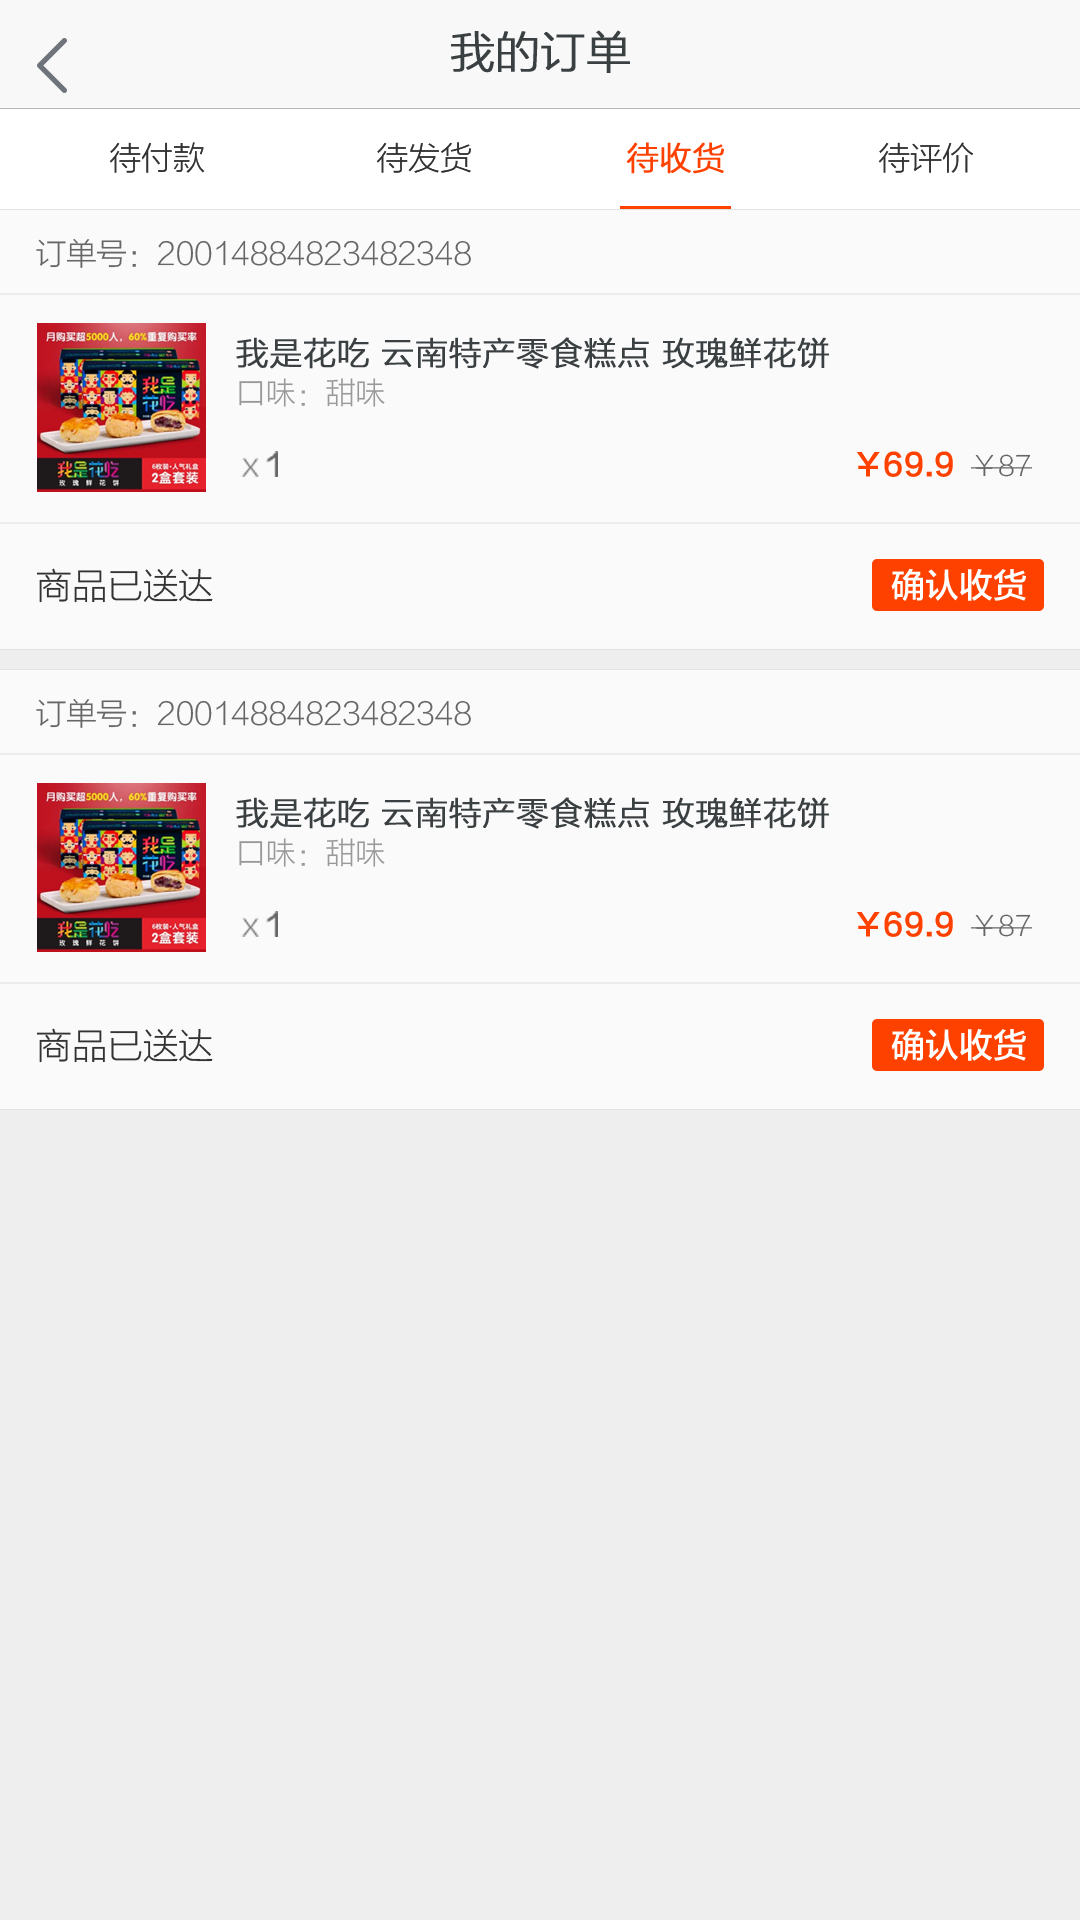 我的订单
待付款 待发货 待收货 待评价
订单号：20014884823482348
月购买超5000人，60%重复购买率
我是花吃
我是花吃
玫瑰鲜花饼
6枚装·人气礼盒
2盒套装
我是花吃 云南特产零食糕点 玫瑰鲜花饼
口味：甜味
x1 ¥69.9 ¥87
商品已送达 确认收货
订单号：20014884823482348
月购买超5000人，60%重复购买率
我是花吃
我是花吃
玫瑰鲜花饼
6枚装·人气礼盒
2盒套装
我是花吃 云南特产零食糕点 玫瑰鲜花饼
口味：甜味
x1 ¥69.9 ¥87
商品已送达 确认收货